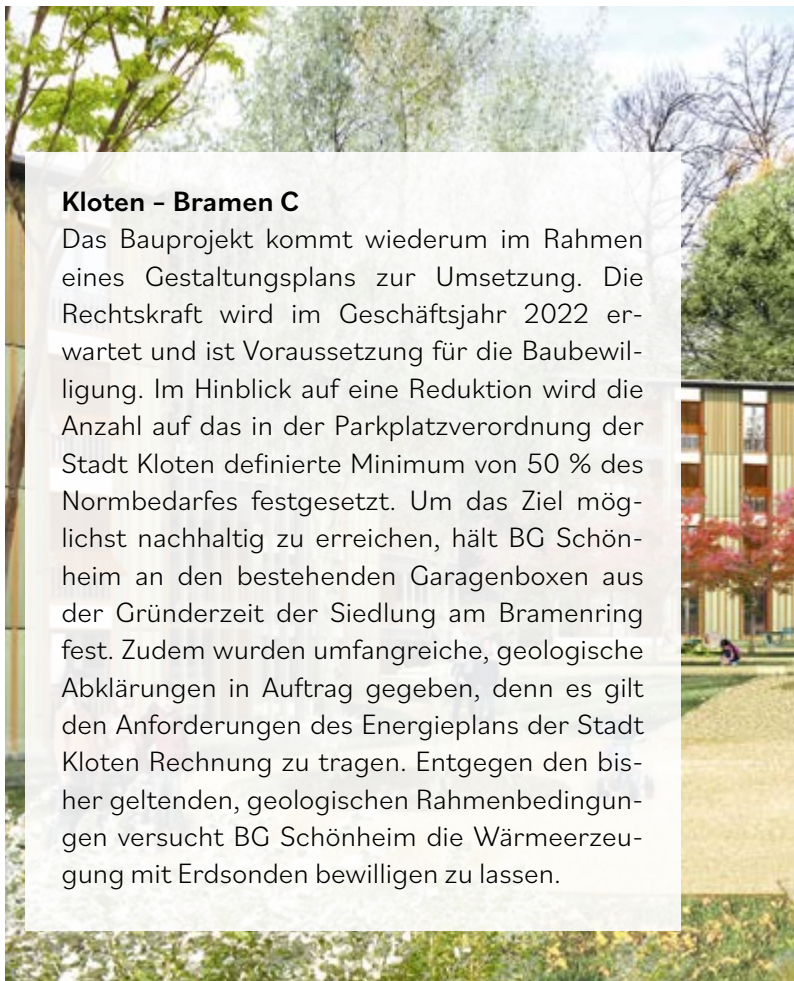 Kloten – Bramen C
Das Bauprojekt kommt wiederum im Rahmen
eines Gestaltungsplans zur Umsetzung. Die
Rechtskraft wird im Geschäftsjahr 2022 er-
wartet und ist Voraussetzung für die Baubewil-
ligung. Im Hinblick auf eine Reduktion wird die
Anzahl auf das in der Parkplatzverordnung der
Stadt Kloten definierte Minimum von 50 % des
Normbedarfes festgesetzt. Um das Ziel mög-
lichst nachhaltig zu erreichen, hält BG Schön-
heim an den bestehenden Garagenboxen aus
der Gründerzeit der Siedlung am Bramenring
fest. Zudem wurden umfangreiche, geologische
Abklärungen in Auftrag gegeben, denn es gilt
den Anforderungen des Energieplans der Stadt
Kloten Rechnung zu tragen. Entgegen den bis-
her geltenden, geologischen Rahmenbedingun-
gen versucht BG Schönheim die Wärmeerzeu-
gung mit Erdsonden bewilligen zu lassen.